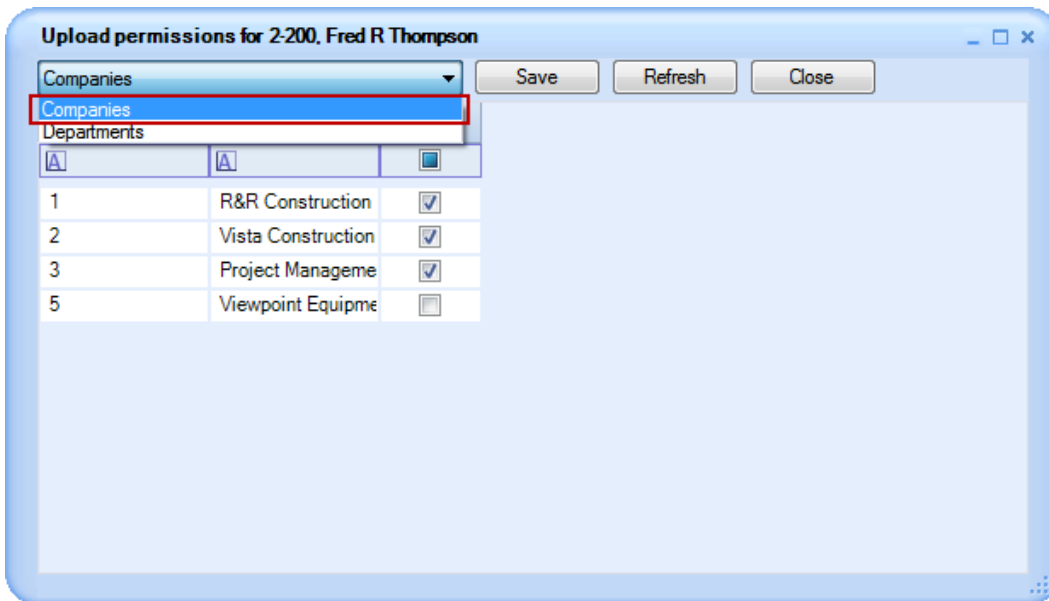 Upload permissions for 2-200, Fred R Thompson
Companies Save Refresh Close
Companies
Departments
A A
1 R&R Construction
2 Vista Construction
3 Project Manageme
5 Viewpoint Equipme